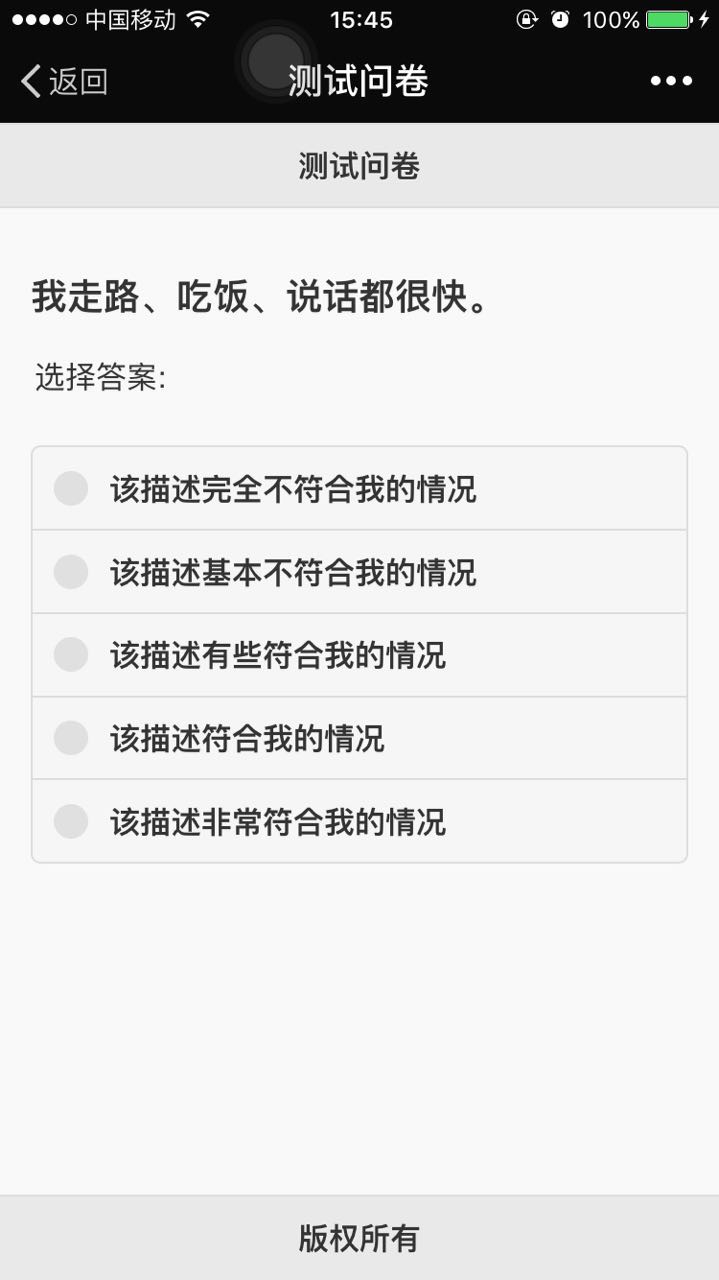 中国移动 15:45 100%
返回 测试问卷
测试问卷
我走路、吃饭、说话都很快。
选择答案:
该描述完全不符合我的情况
该描述基本不符合我的情况
该描述有些符合我的情况
该描述符合我的情况
该描述非常符合我的情况
版权所有